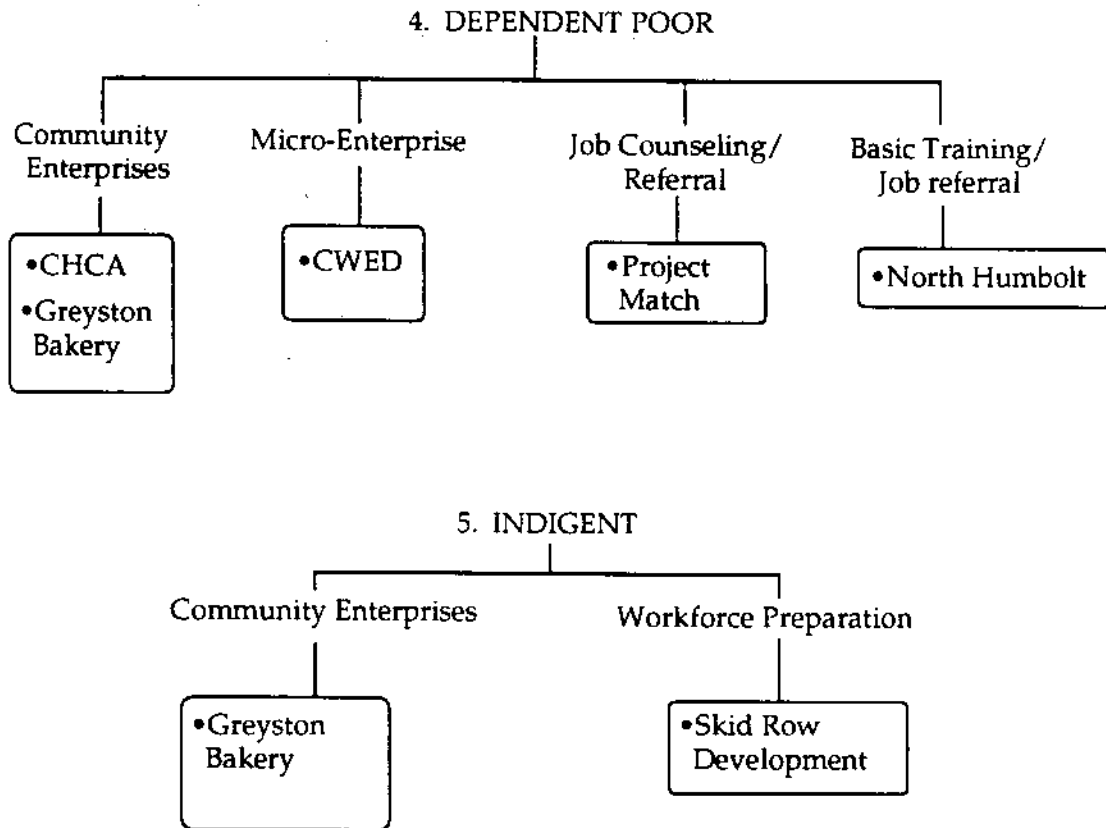 4. DEPENDENT POOR
Community
Enterprises
Micro-Enterprise
Job Counseling/
Referral
Basic Training/
Job referral
•CHCA
•Greyston
Bakery
•CWED
•Project
Match
•North Humbolt
5. INDIGENT
Community Enterprises
Workforce Preparation
•Greyston
Bakery
•Skid Row
Development